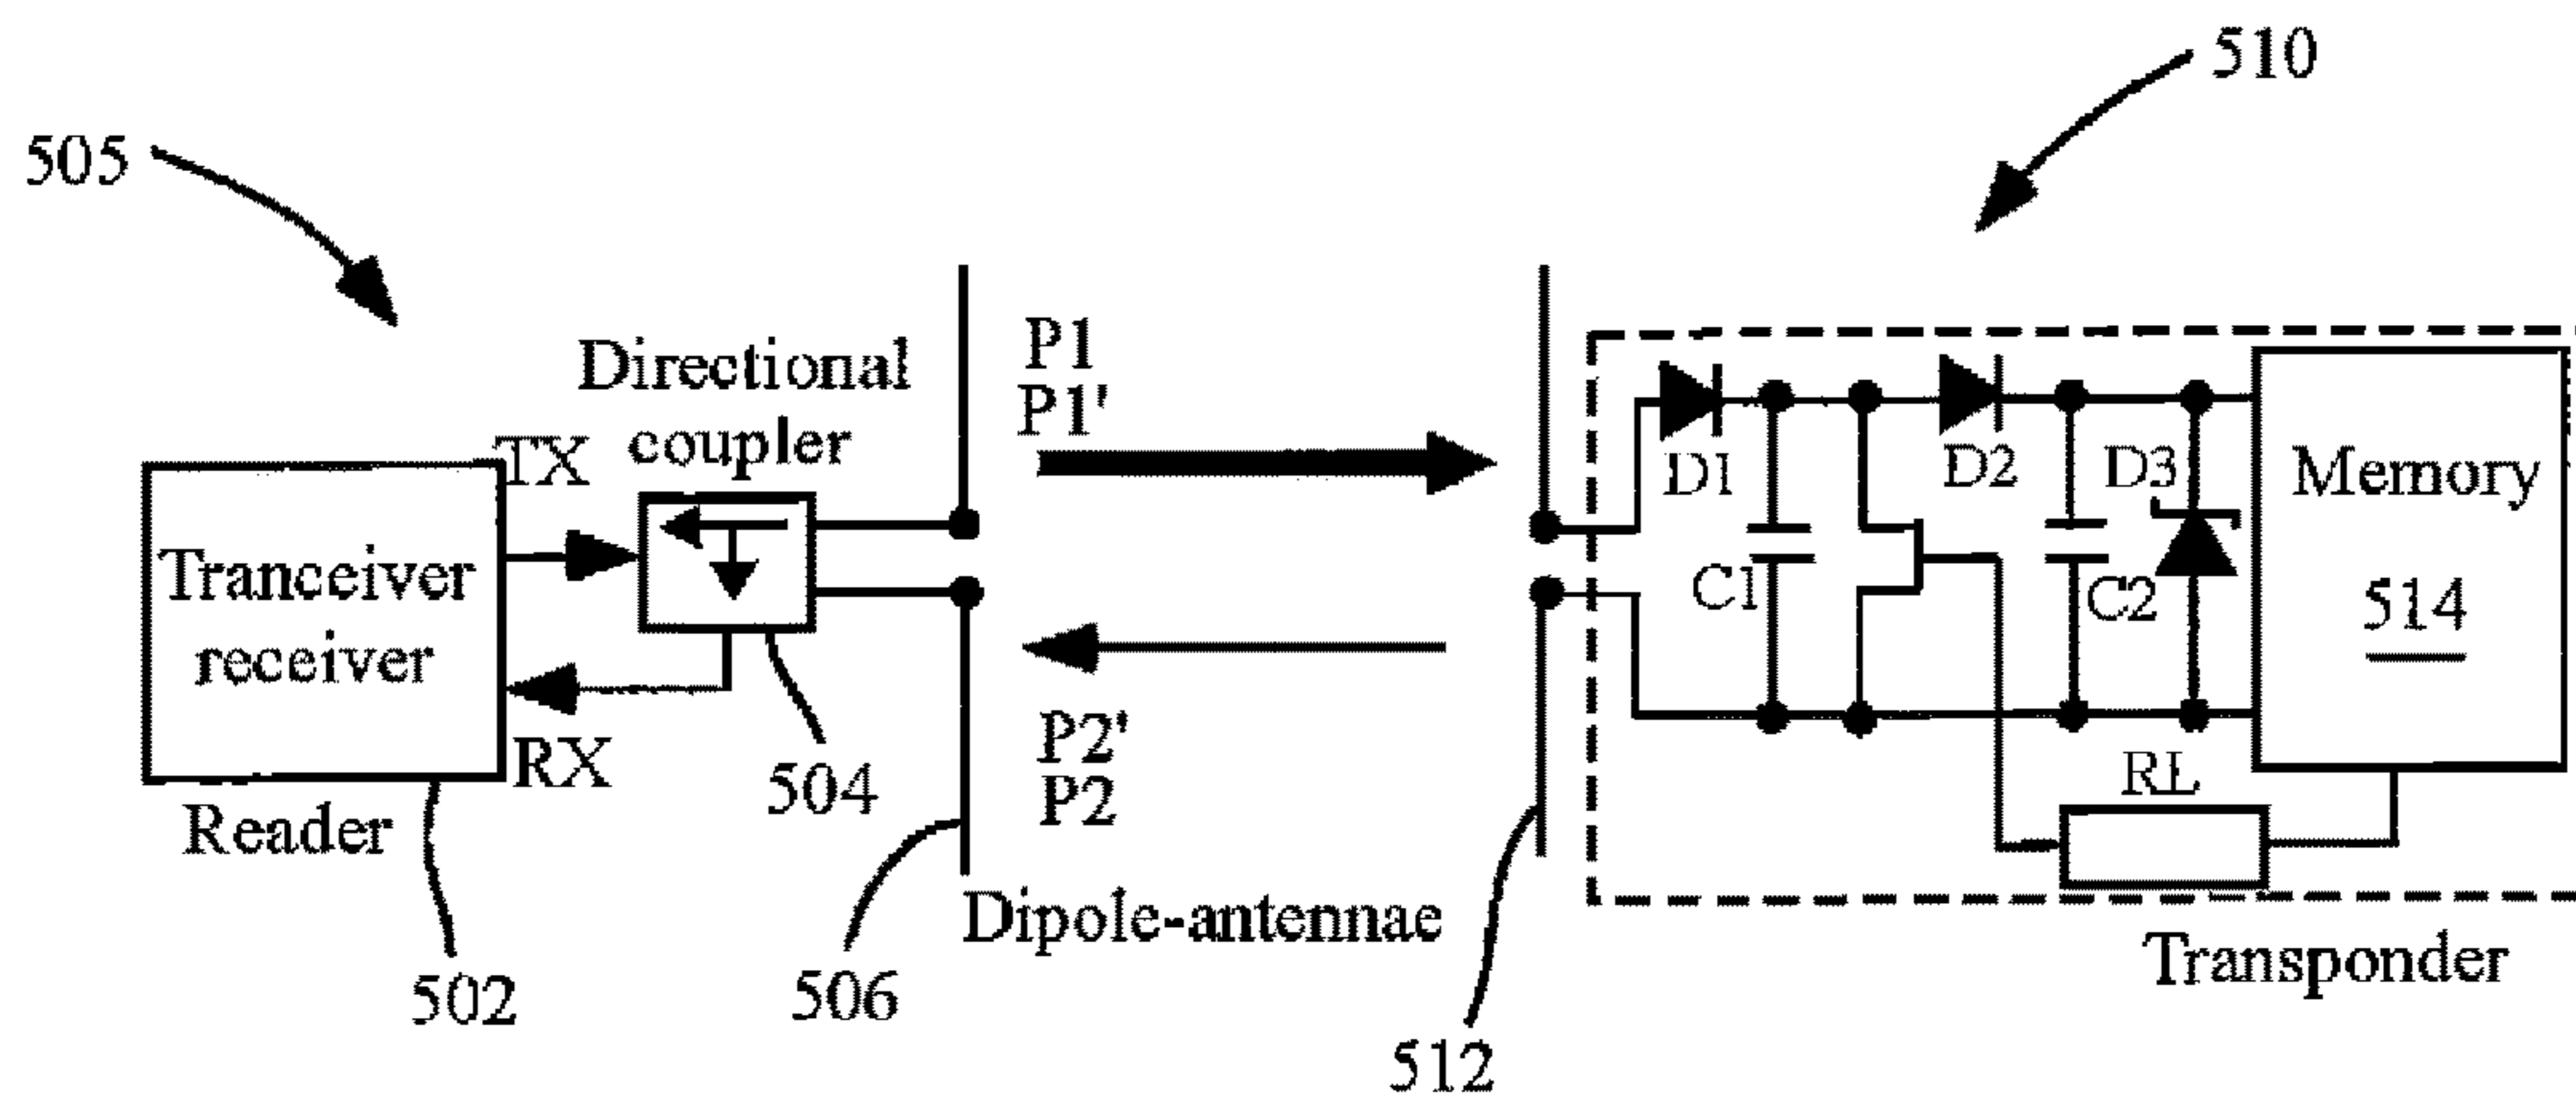 510
505
P1
P1'
Directional
coupler
TX
Tranceiver
receiver
RX
Reader
504
502
506
P2'
P2
Dipole-antennae
512
D1
D2
D3
C1
C2
Memory
514
RL
Transponder